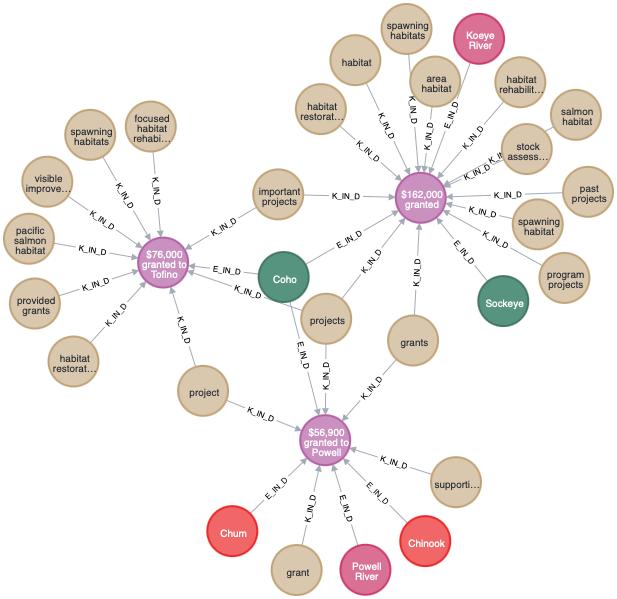 spawning
habitats
Koeye
River
habitat
area
habitat
habitat
rehabilit...
habitat
restorat...
salmon
habitat
stock
assess...
focused
habitat
rehabi...
spawning
habitats
visible
improve...
important
projects
$162,000
granted
past
projects
spawning
habitat
pacific
salmon
habitat
$76,000
granted to
Tofino
Coho
program
projects
provided
grants
Sockeye
projects
grants
habitat
restorat...
project
$56,900
granted to
Powell
supporti...
Chum
Chinook
grant
Powell
River
K_IN_D
K_IN_D
E_IN_D
K_IN_D
K_IN_D
K_IN_D
K_IN_D
K_IN_D
K_IN_D
K_IN_D
K_IN_D
K_IN_D
K_IN_D
K_IN_D
K_IN_D
K_IN_D
E_IN_D
E_IN_D
K_IN_D
K_IN_D
E_IN_D
K_IN_D
K_IN_D
K_IN_D
K_IN_D
K_IN_D
E_IN_D
K_IN_D
K_IN_D
K_IN_D
K_IN_D
E_IN_D
K_IN_D
E_IN_D
E_IN_D